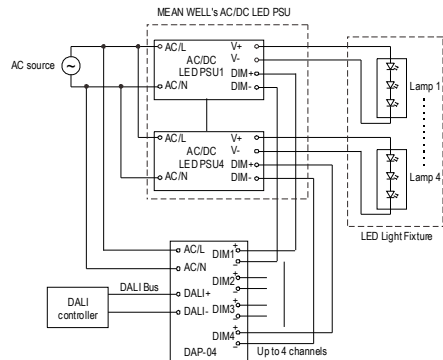 MEAN WELL's AC/DC LED PSU
AC source
~
AC/L
AC/N
AC/DC
LED PSU1
V+
V-
DIM+
DIM-
Lamp 1
AC/L
AC/N
AC/DC
LED PSU4
V+
V-
DIM+
DIM-
Lamp 4
LED Light Fixture
AC/L
AC/N
DALI+
DALI-
+
DIM1
-
+
DIM2
-
+
DIM3
-
+
DIM4
-
DALI Bus
DALI
controller
DAP-04
Up to 4 channels